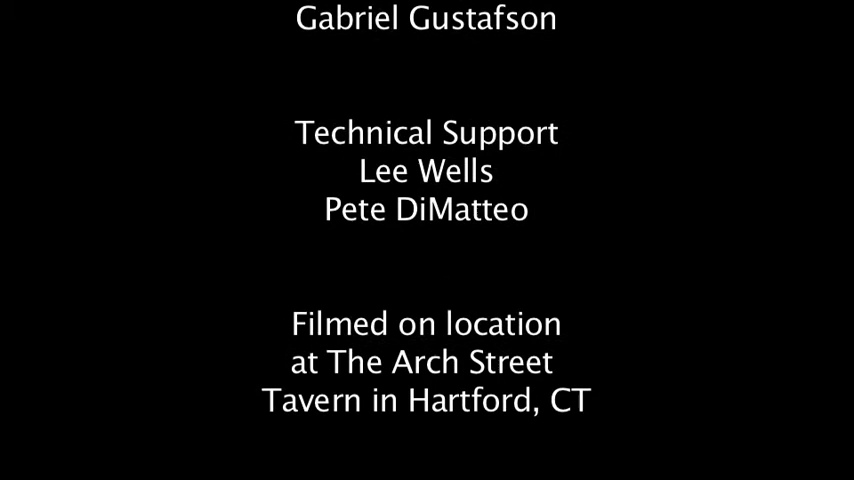 Gabriel Gustafson
Technical Support
Lee Wells
Pete DiMatteo
Filmed on location
at The Arch Street
Tavern in Hartford, CT